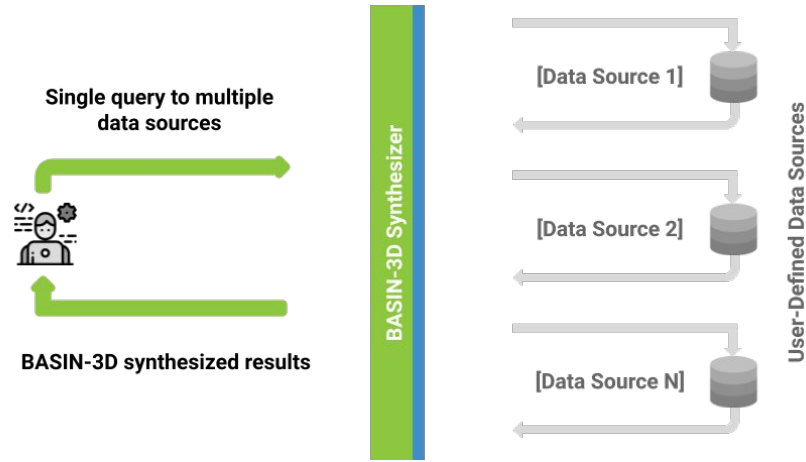 Single query to multiple
data sources
BASIN-3D synthesized results
BASIN-3D Synthesizer
[Data Source 1]
[Data Source 2]
[Data Source N]
User-Defined Data Sources